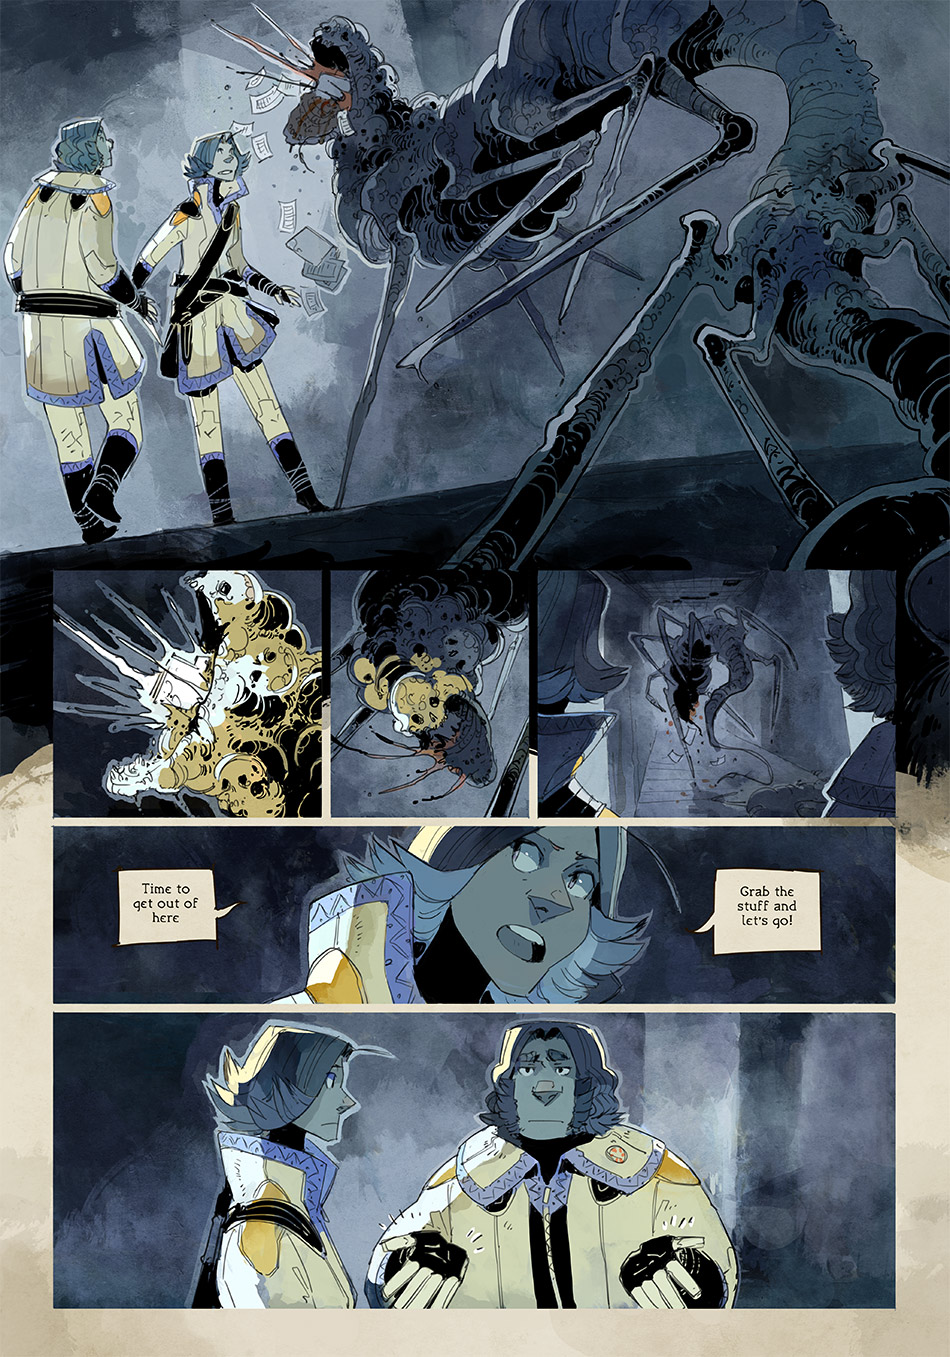 Time to
get out of
here
Grab the
stuff and
let's go!